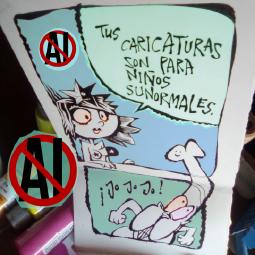 AI
TUS
CARICATURAS
SON PARA
NIÑOS
SUNORMALES.
AI
¡JO JO JO!